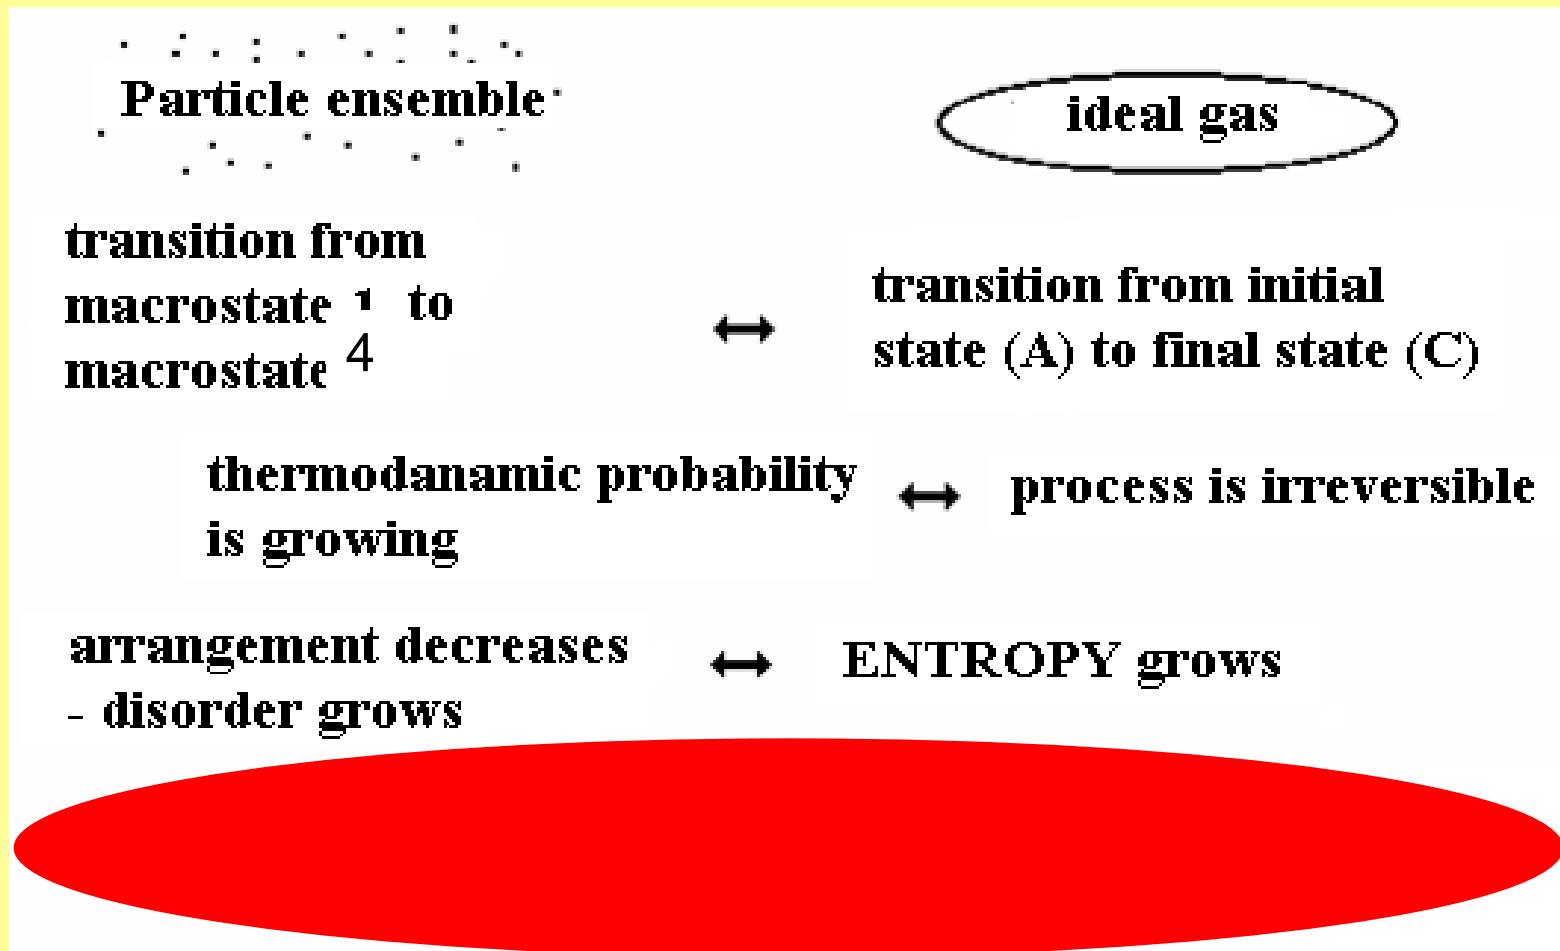 Particle ensemble
ideal gas
transition from
macrostate 1 to
macrostate 4
transition from initial
state (A) to final state (C)
thermodanamic probability
is growing
process is irreversible
arrangement decreases
- disorder grows
ENTROPY grows